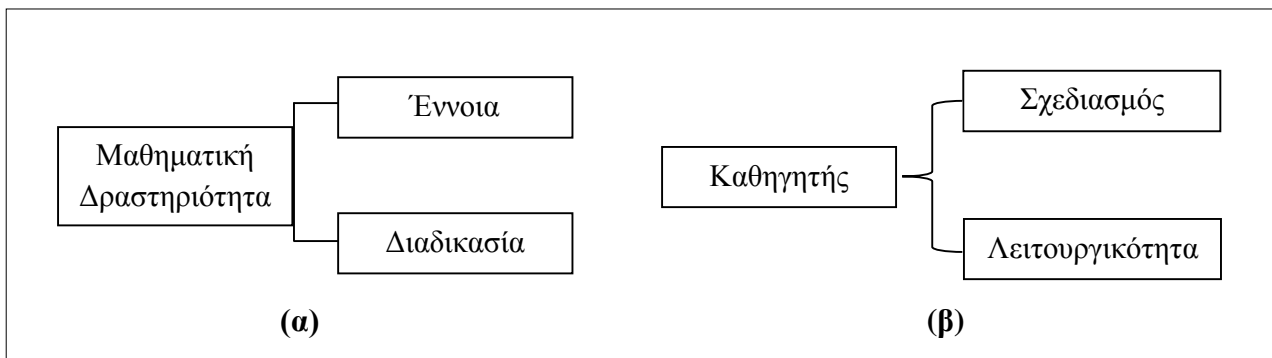 Έννοια
Μαθηματική
Δραστηριότητα
Διαδικασία
(α)
Σχεδιασμός
Καθηγητής
Λειτουργικότητα
(β)